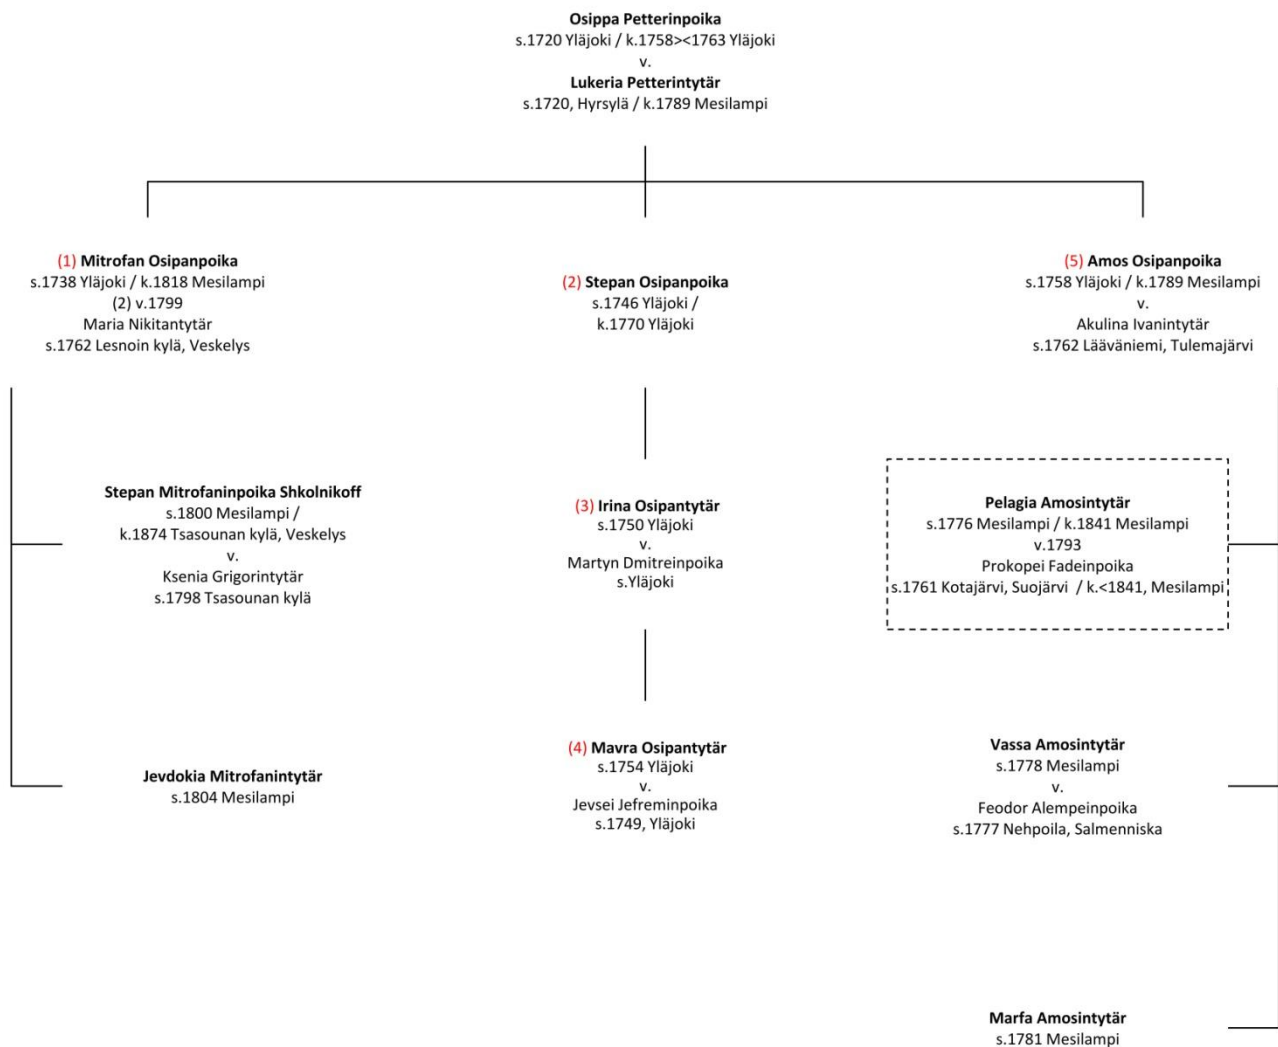 Osippa Petterinpoika
s.1720 Yläjoki / k.1758><1763 Yläjoki
v.
Lukeria Petterintytär
s.1720, Hyrsylä / k.1789 Mesilampi
(1) Mitrofan Osipanpoika
s.1738 Yläjoki / k.1818 Mesilampi
(2) v.1799
Maria Nikitantytär
s.1762 Lesnoin kylä, Veskelys
Stepan Mitrofaninpoika Shkolnikoff
s.1800 Mesilampi /
k.1874 Tsasounan kylä, Veskelys
v.
Ksenia Grigorintytär
s.1798 Tsasounan kylä
Jevdokia Mitrofanintytär
s.1804 Mesilampi
(2) Stepan Osipanpoika
s.1746 Yläjoki /
k.1770 Yläjoki
(3) Irina Osipantytär
s.1750 Yläjoki
v.
Martyn Dmitreinpoika
s.Yläjoki
(4) Mavra Osipantytär
s.1754 Yläjoki
v.
Jevsei Jefreminpoika
s.1749, Yläjoki
(5) Amos Osipanpoika
s.1758 Yläjoki / k.1789 Mesilampi
v.
Akulina Ivanintytär
s.1762 Lääväniemi, Tulemajärvi
Pelagia Amosintytär
s.1776 Mesilampi / k.1841 Mesilampi
v.1793
Prokopei Fadeinpoika
s.1761 Kotajärvi, Suojärvi / k.<1841, Mesilampi
Vassa Amosintytär
s.1778 Mesilampi
v.
Feodor Alempeinpoika
s.1777 Nehpoila, Salmenniska
Marfa Amosintytär
s.1781 Mesilampi